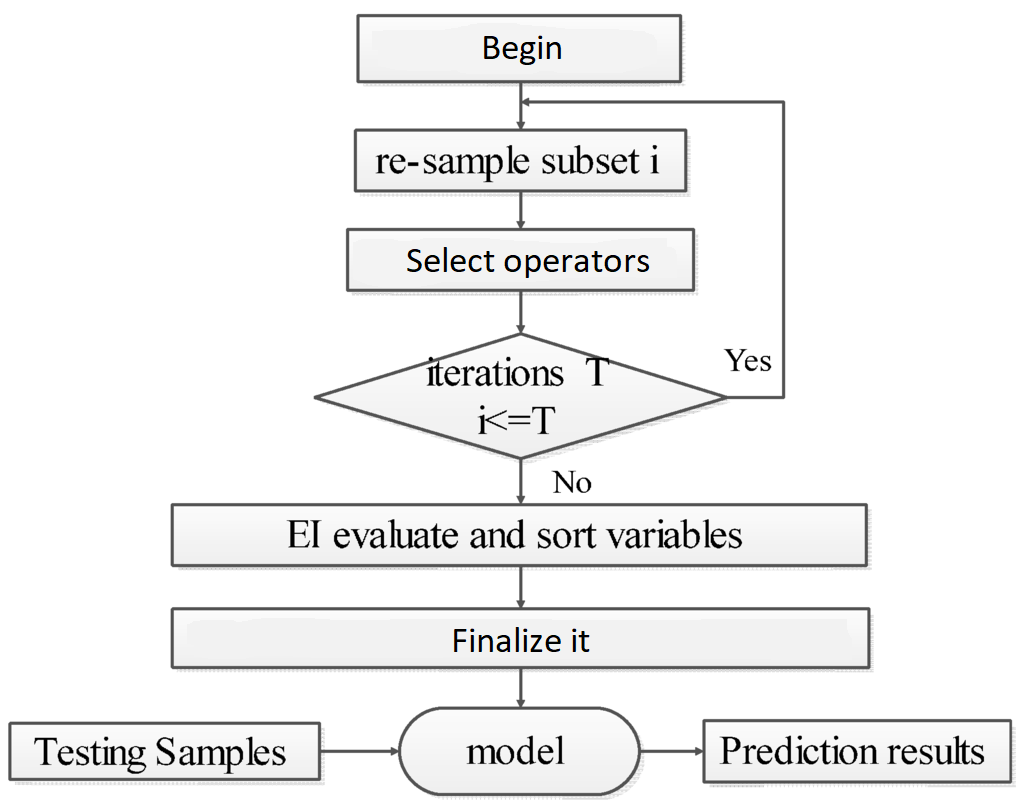 Begin
re-sample subset i
Select operators
iterations T
i<=T
Yes
No
EI evaluate and sort variables
Finalize it
Testing Samples
model
Prediction results